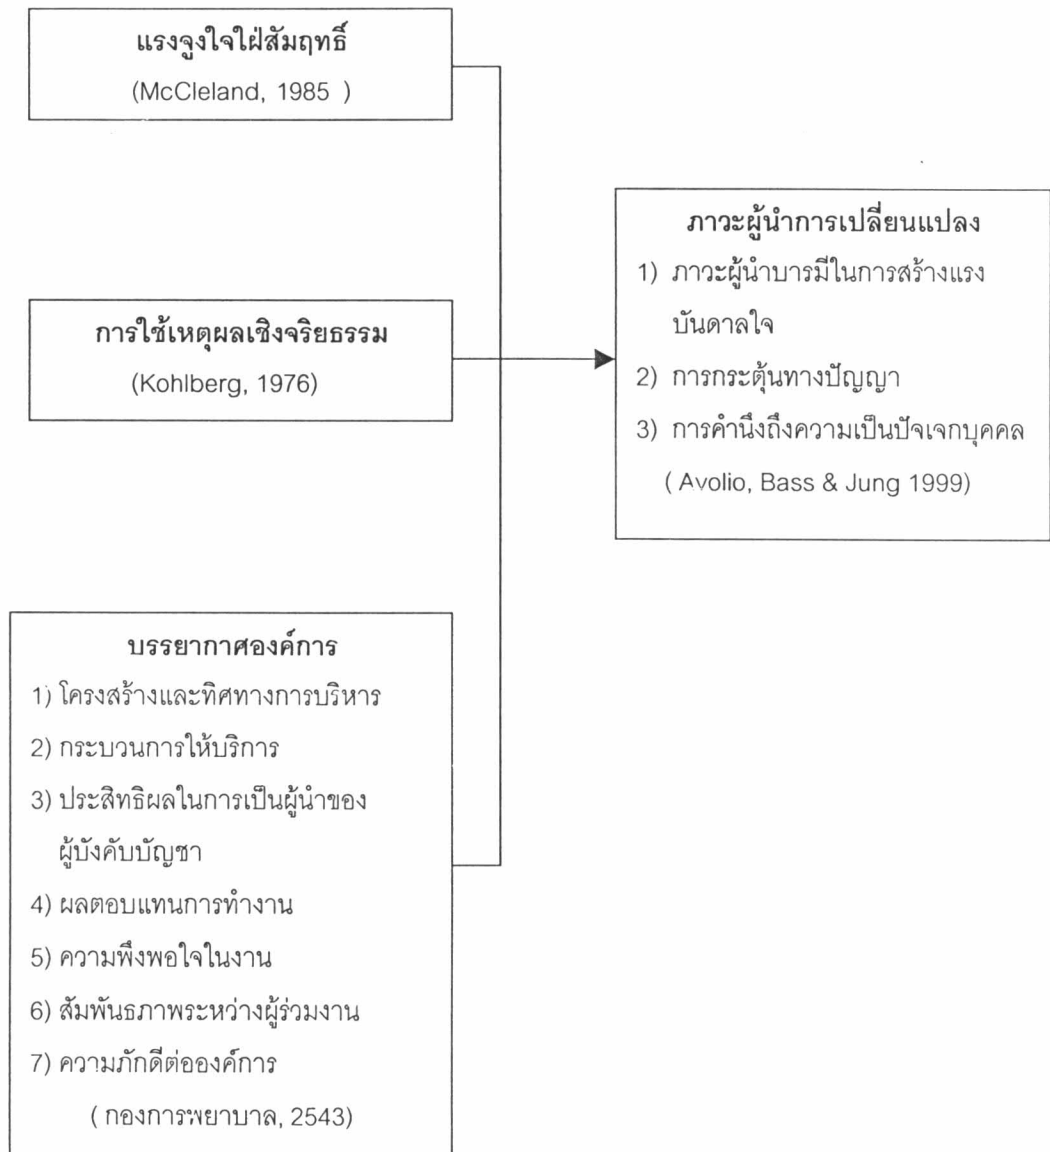 แรงจูงใจใฝ่สัมฤทธิ์
(McCleland, 1985 )
การใช้เหตุผลเชิงจริยธรรม
(Kohlberg, 1976)
บรรยากาศองค์การ
1) โครงสร้างและทิศทางการบริหาร
2) กระบวนการให้บริการ
3) ประสิทธิผลในการเป็นผู้นำของ
ผู้บังคับบัญชา
4) ผลตอบแทนการทำงาน
5) ความพึงพอใจในงาน
6) สัมพันธภาพระหว่างผู้ร่วมงาน
7) ความภักดีต่อองค์การ
( กองการพยาบาล, 2543)
ภาวะผู้นำการเปลี่ยนแปลง
1) ภาวะผู้นำบารมีในการสร้างแรง
บันดาลใจ
2) การกระตุ้นทางปัญญา
3) การคำนึงถึงความเป็นปัจเจกบุคคล
( Avolio, Bass & Jung 1999)